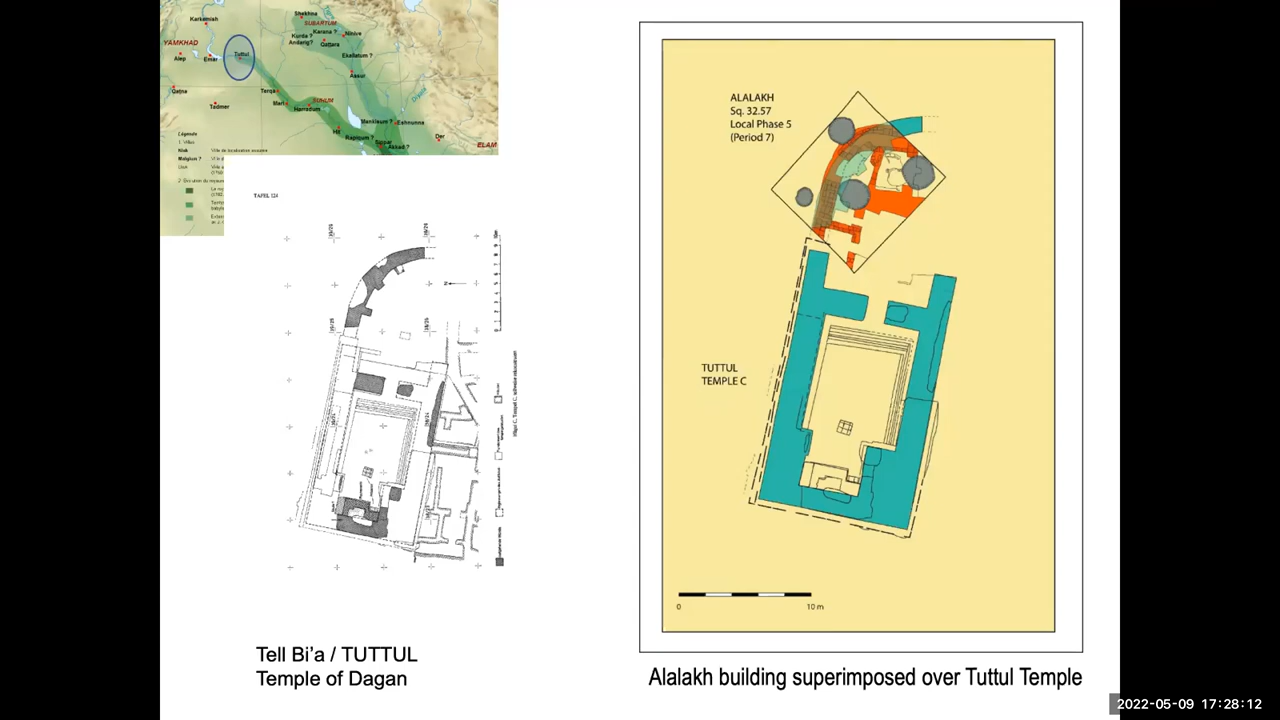 Karkemish
YAMKHAD
Alep
Emar
Tuttul
Qatna
Tadmer
Terqa
Mari
Harradum
SUHUM
Shekhna
SUBARTUM
Karana ?
Kurda ?
Andarig?
Qattara
Ninive
Ekallatum ?
Assur
Mankisum ?
Eshnunna
Hit
Rapiqum ?
Sippar
Akkad ?
Der
ELAM
Légende
TAFEL 124
ALALAKH
Sq. 32.57
Local Phase 5
(Period 7)
TUTTUL
TEMPLE C
0
10 m
Tell Bi'a / TUTTUL
Temple of Dagan
Alalakh building superimposed over Tuttul Temple
2022-05-09 17:28:12